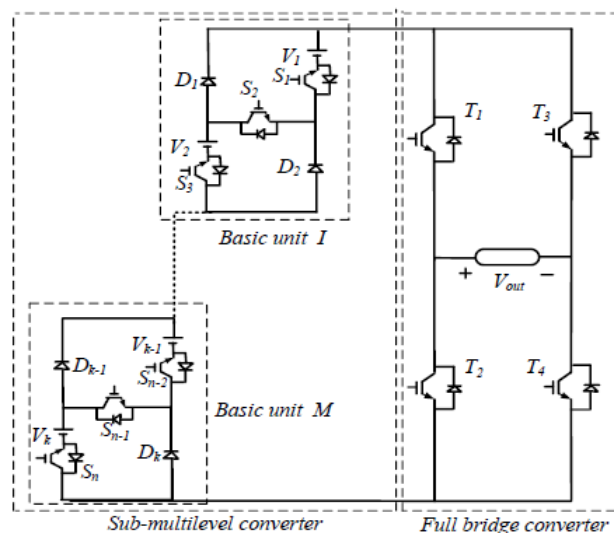 V1
D1
S1
S2
T1
T3
V2
D2
S3
Basic unit I
+ −
Vout
Vk-1
Dk-1
Sn-2
T2
T4
Basic unit M
Vk
Sn-1
Dk
Sn
Sub-multilevel converter
Full bridge converter